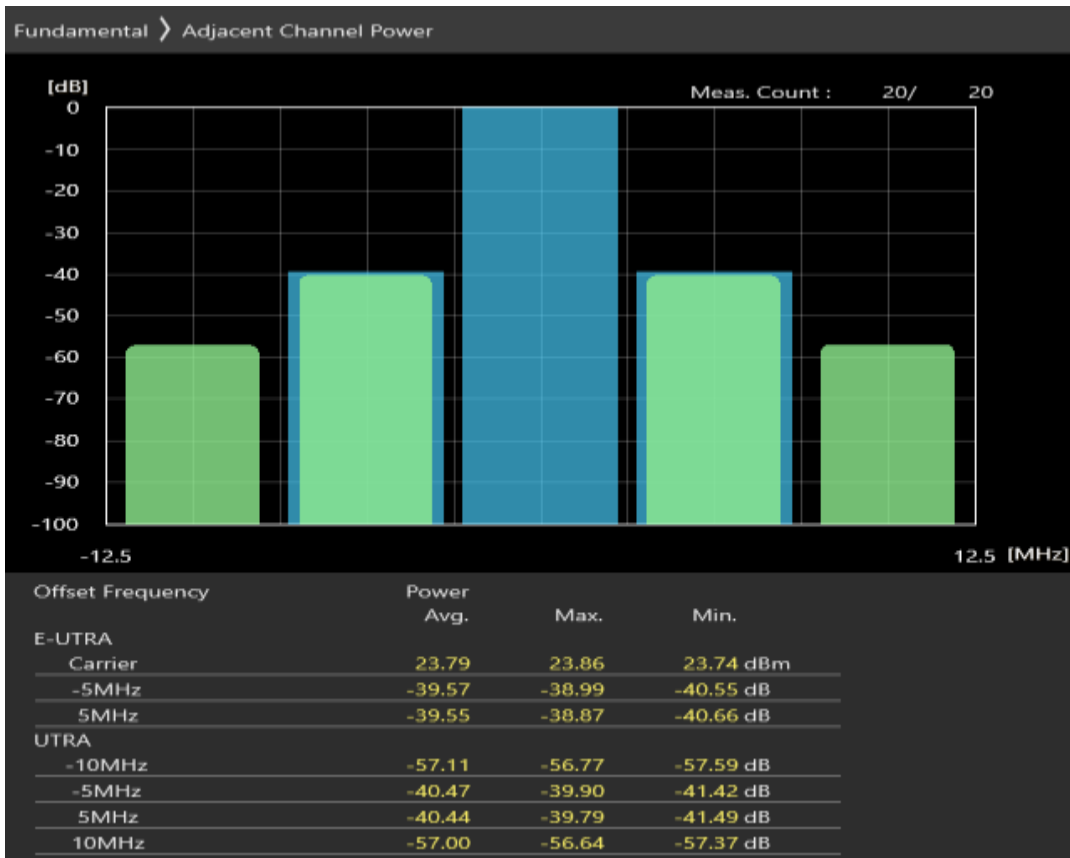 Fundamental 》 Adjacent Channel Power
[dB]
Meas. Count : 20/ 20
0
-10
-20
-30
-40
-50
-60
-70
-80
-90
-100
-12.5 12.5 [MHz]
Offset Frequency Power
Avg. Max. Min.
E-UTRA
Carrier 23.79 23.86 23.74 dBm
-5MHz -39.57 -38.99 -40.55 dB
5MHz -39.55 -38.87 -40.66 dB
UTRA
-10MHz -57.11 -56.77 -57.59 dB
-5MHz -40.47 -39.90 -41.42 dB
5MHz -40.44 -39.79 -41.49 dB
10MHz -57.00 -56.64 -57.37 dB